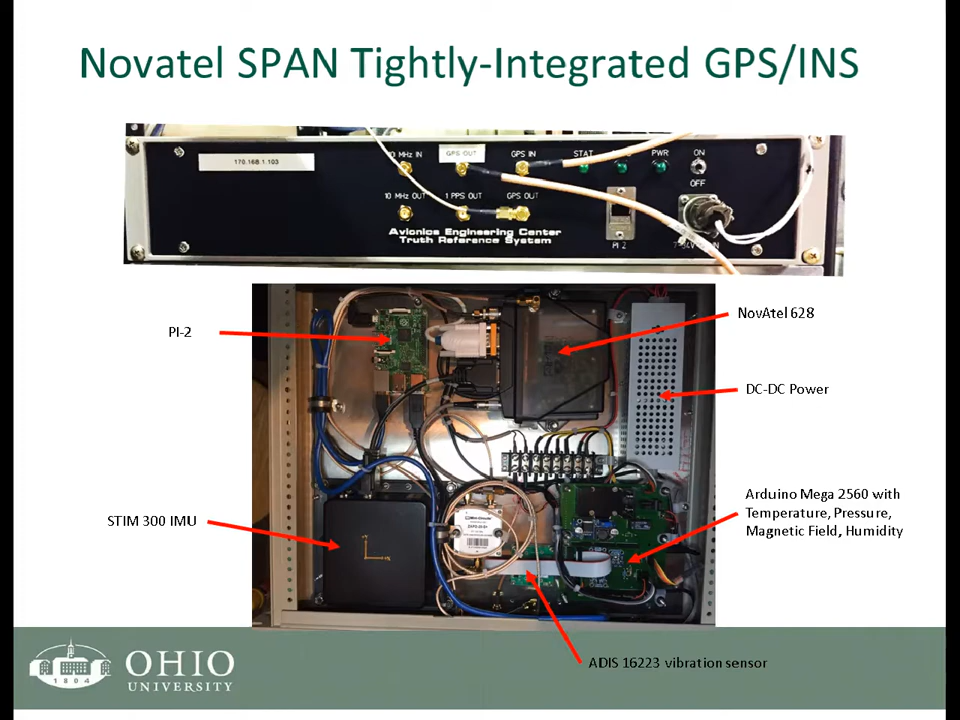 Novatel SPAN Tightly-Integrated GPS/INS
170.168.1.103
10 MHz IN
GPS OUT
GPS IN
STAT
PWR
ON
OFF
10 MHz OUT
1 PPS OUT
GPS OUT
Avionics Engineering Center
Truth Reference System
PI 2
IN
PI-2
NovAtel 628
DC-DC Power
STIM 300 IMU
Arduino Mega 2560 with
Temperature, Pressure,
Magnetic Field, Humidity
ADIS 16223 vibration sensor
1804
OHIO
UNIVERSITY